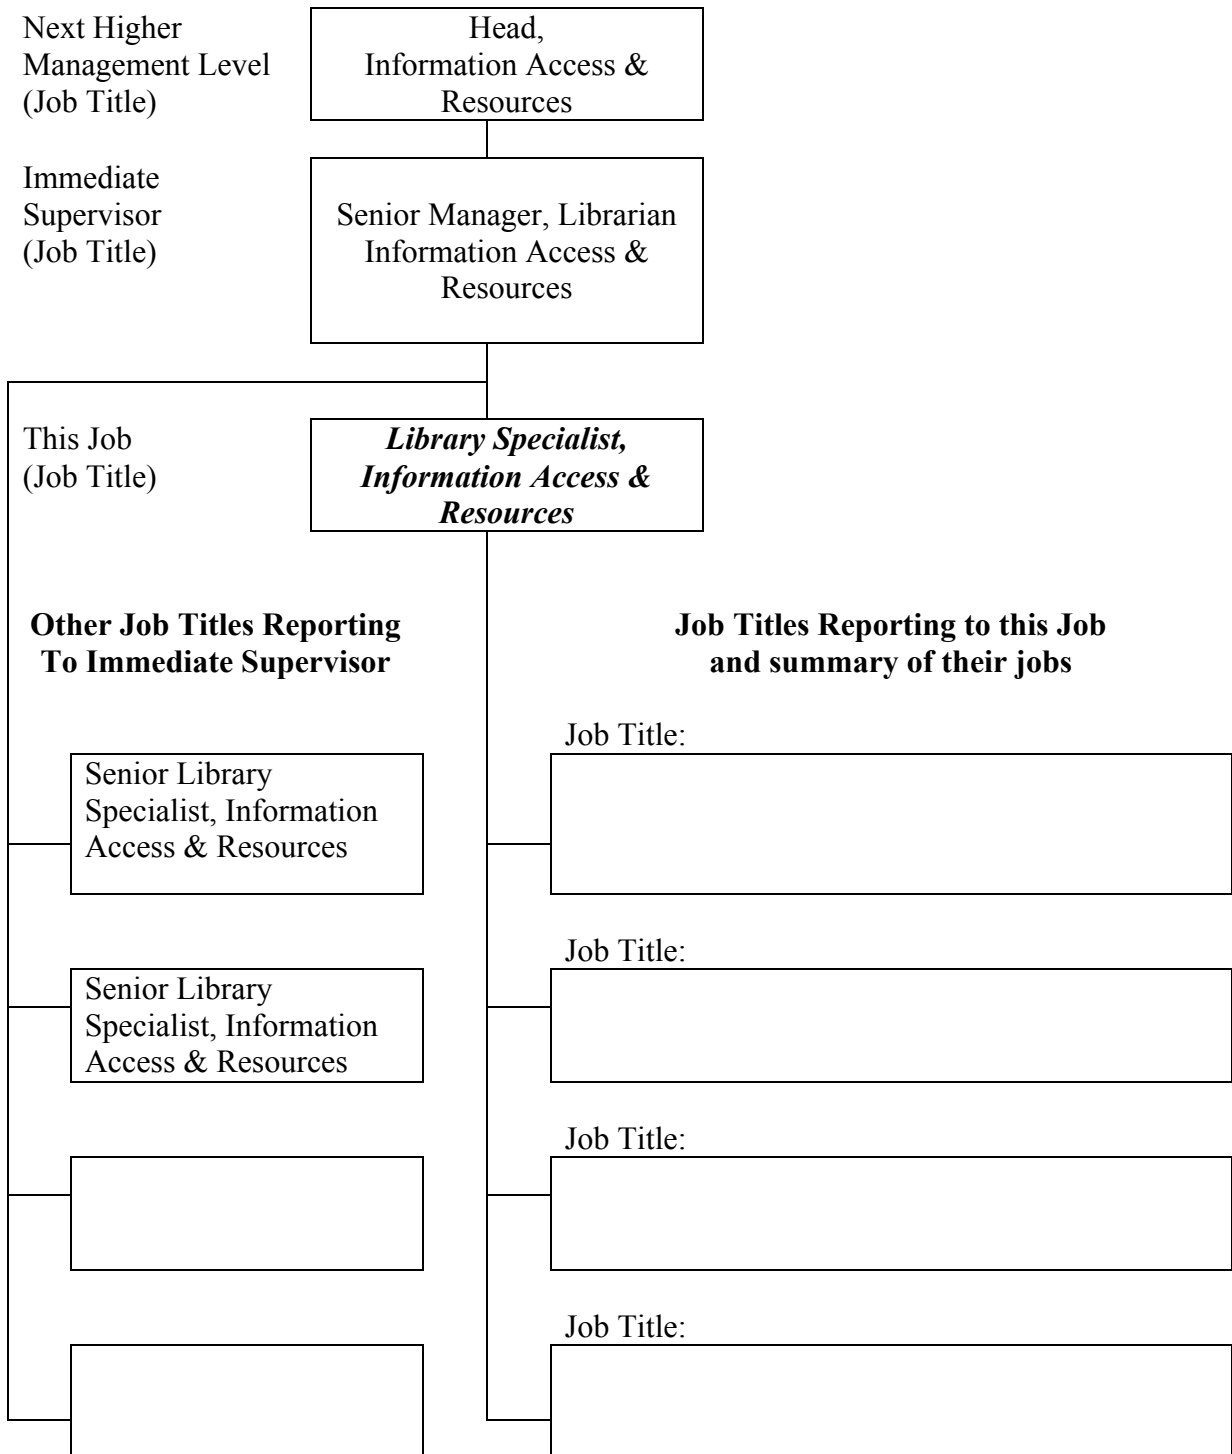 Next Higher
Management Level
(Job Title)
Head,
Information Access &
Resources
Immediate
Supervisor
(Job Title)
Senior Manager, Librarian
Information Access &
Resources
This Job
(Job Title)
Library Specialist,
Information Access &
Resources
Other Job Titles Reporting
To Immediate Supervisor
Job Titles Reporting to this Job
and summary of their jobs
Senior Library
Specialist, Information
Access & Resources
Job Title:
Senior Library
Specialist, Information
Access & Resources
Job Title:
Job Title:
Job Title: